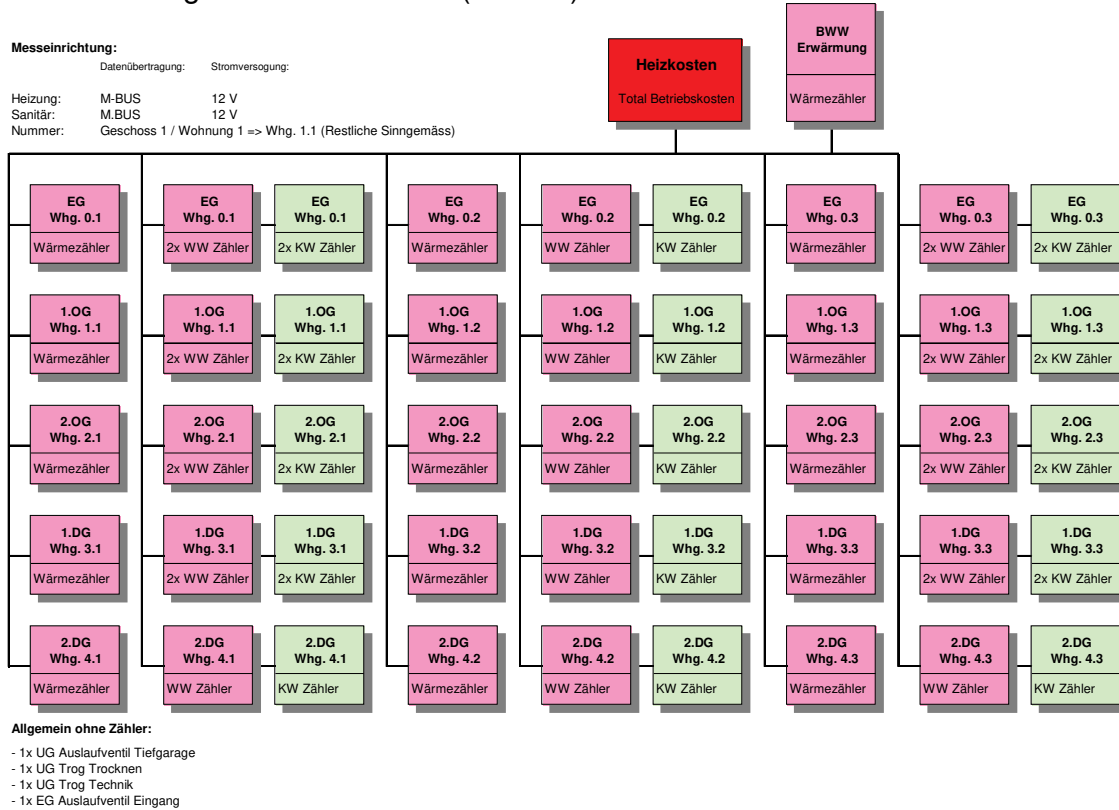 Messeinrichtung:
Datenübertragung: Stromversogung:
Heizung: M-BUS 12 V
Sanitär: M.BUS 12 V
Nummer: Geschoss 1 / Wohnung 1 => Whg. 1.1 (Restliche Sinngemäss)
Heizkosten
Total Betriebskosten
BWW
Erwärmung
Wärmezähler
EG EG EG EG EG EG EG EG EG
Whg. 0.1 Whg. 0.1 Whg. 0.1 Whg. 0.2 Whg. 0.2 Whg. 0.2 Whg. 0.3 Whg. 0.3 Whg. 0.3
Wärmezähler 2x WW Zähler 2x KW Zähler Wärmezähler WW Zähler KW Zähler Wärmezähler 2x WW Zähler 2x KW Zähler
1.OG 1.OG 1.OG 1.OG 1.OG 1.OG 1.OG 1.OG 1.OG
Whg. 1.1 Whg. 1.1 Whg. 1.1 Whg. 1.2 Whg. 1.2 Whg. 1.2 Whg. 1.3 Whg. 1.3 Whg. 1.3
Wärmezähler 2x WW Zähler 2x KW Zähler Wärmezähler WW Zähler KW Zähler Wärmezähler 2x WW Zähler 2x KW Zähler
2.OG 2.OG 2.OG 2.OG 2.OG 2.OG 2.OG 2.OG 2.OG
Whg. 2.1 Whg. 2.1 Whg. 2.1 Whg. 2.2 Whg. 2.2 Whg. 2.2 Whg. 2.3 Whg. 2.3 Whg. 2.3
Wärmezähler 2x WW Zähler 2x KW Zähler Wärmezähler WW Zähler KW Zähler Wärmezähler 2x WW Zähler 2x KW Zähler
1.DG 1.DG 1.DG 1.DG 1.DG 1.DG 1.DG 1.DG 1.DG
Whg. 3.1 Whg. 3.1 Whg. 3.1 Whg. 3.2 Whg. 3.2 Whg. 3.2 Whg. 3.3 Whg. 3.3 Whg. 3.3
Wärmezähler 2x WW Zähler 2x KW Zähler Wärmezähler WW Zähler KW Zähler Wärmezähler 2x WW Zähler 2x KW Zähler
2.DG 2.DG 2.DG 2.DG 2.DG 2.DG 2.DG 2.DG 2.DG
Whg. 4.1 Whg. 4.1 Whg. 4.1 Whg. 4.2 Whg. 4.2 Whg. 4.2 Whg. 4.3 Whg. 4.3 Whg. 4.3
Wärmezähler WW Zähler KW Zähler Wärmezähler WW Zähler KW Zähler Wärmezähler WW Zähler KW Zähler
Allgemein ohne Zähler:
- 1x UG Auslaufventil Tiefgarage
- 1x UG Trog Trocknen
- 1x UG Trog Technik
- 1x EG Auslaufventil Eingang